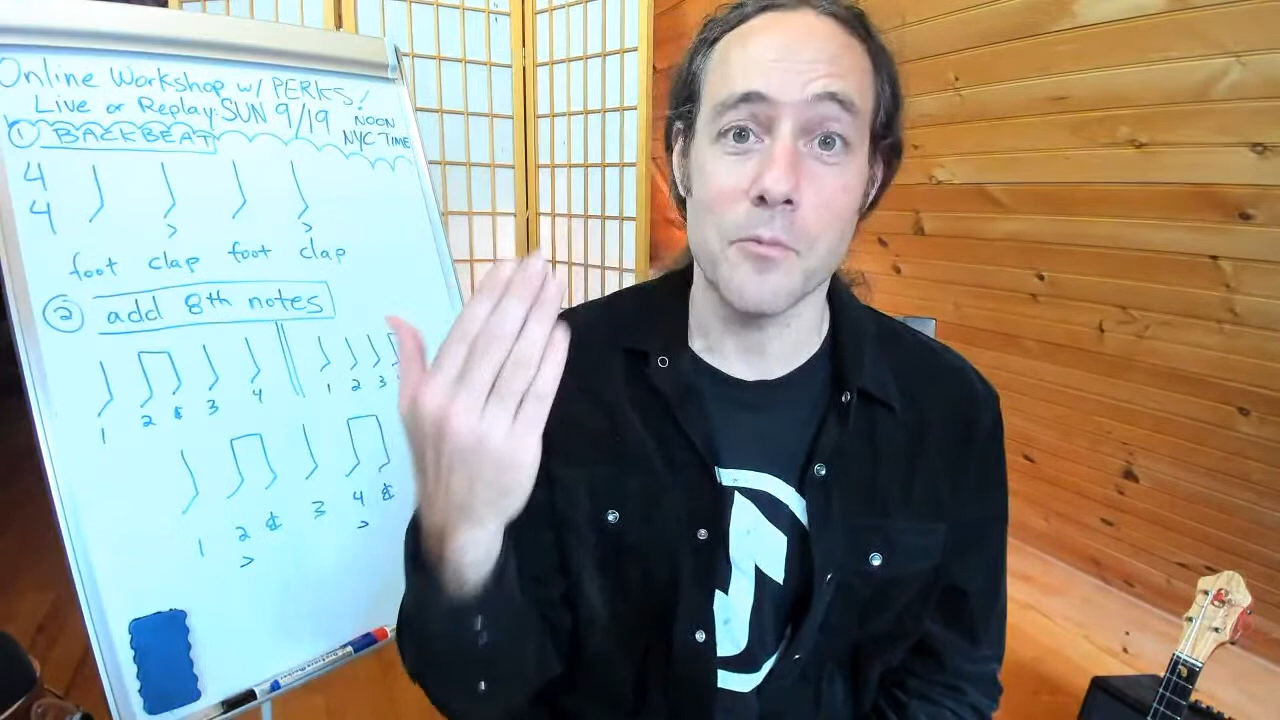 Online Workshop w/ PERKS!
Live or Replay: SUN 9/19 NOON
NYC TIME
1 BACKBEAT
4
4
> >
foot clap foot clap
2 add 8th notes
1 2 & 3 4 1 2 3
1 2 & 3 4 &
> >